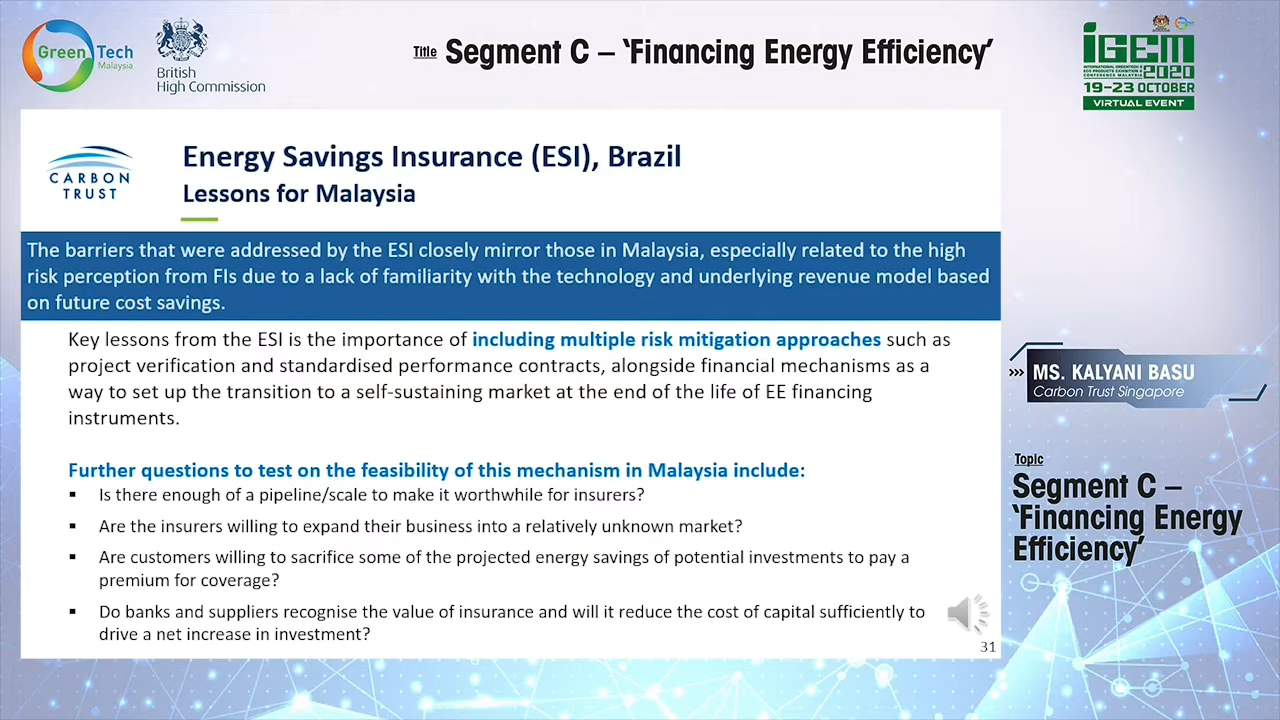 GreenTech
Malaysia
British
High Commission
Title Segment C – ‘Financing Energy Efficiency’
iGEM
INTERNATIONAL GREENTECH &
ECO PRODUCTS EXHIBITION &
CONFERENCE MALAYSIA
2020
19-23 OCTOBER
VIRTUAL EVENT
CARBON
TRUST
Energy Savings Insurance (ESI), Brazil
Lessons for Malaysia
The barriers that were addressed by the ESI closely mirror those in Malaysia, especially related to the high
risk perception from FIs due to a lack of familiarity with the technology and underlying revenue model based
on future cost savings.
Key lessons from the ESI is the importance of including multiple risk mitigation approaches such as
project verification and standardised performance contracts, alongside financial mechanisms as a
way to set up the transition to a self-sustaining market at the end of the life of EE financing
instruments.
Further questions to test on the feasibility of this mechanism in Malaysia include:
▪ Is there enough of a pipeline/scale to make it worthwhile for insurers?
▪ Are the insurers willing to expand their business into a relatively unknown market?
▪ Are customers willing to sacrifice some of the projected energy savings of potential investments to pay a
premium for coverage?
▪ Do banks and suppliers recognise the value of insurance and will it reduce the cost of capital sufficiently to
drive a net increase in investment?
31
MS. KALYANI BASU
Carbon Trust Singapore
Topic
Segment C –
‘Financing Energy
Efficiency’